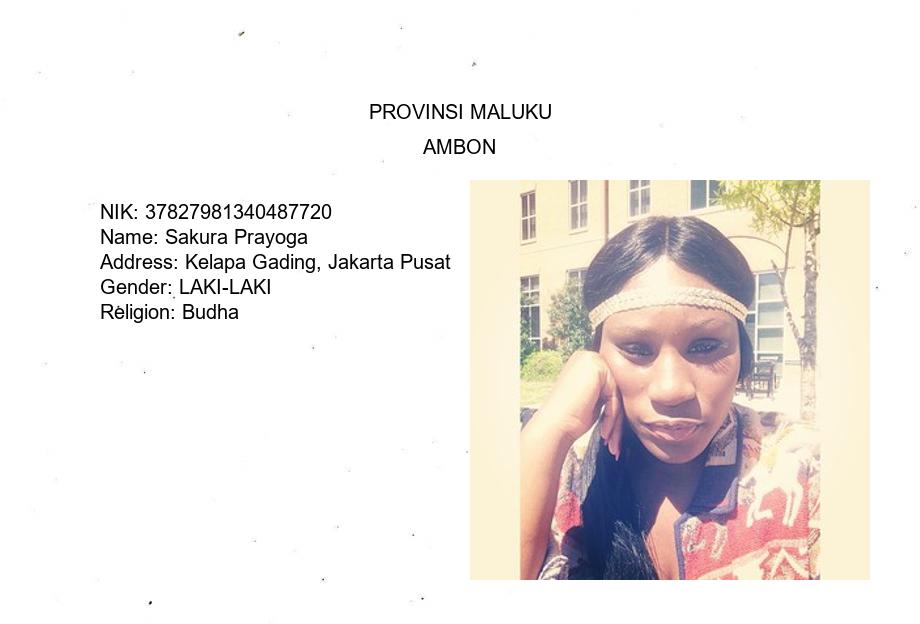 PROVINSI MALUKU
AMBON
NIK: 37827981340487720
Name: Sakura Prayoga
Address: Kelapa Gading, Jakarta Pusat
Gender: LAKI-LAKI
Religion: Budha